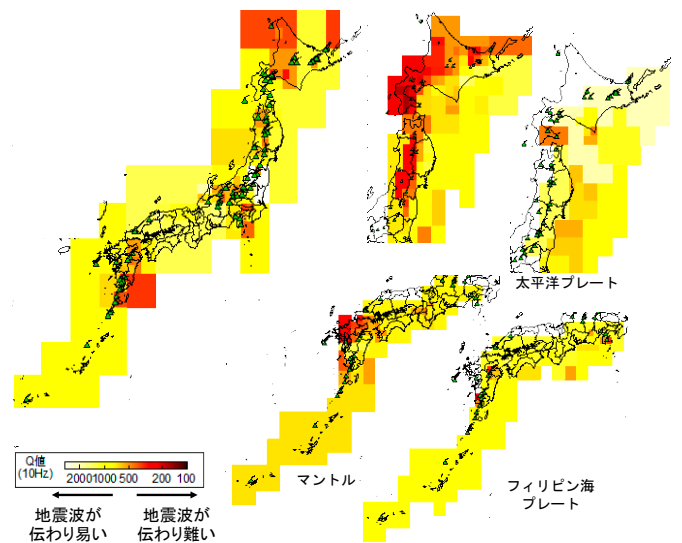 太平洋プレート
マントル
フィリピン海
プレート
Q値
(10Hz)
2000 1000 500 200 100
地震波が
伝わり易い
地震波が
伝わり難い